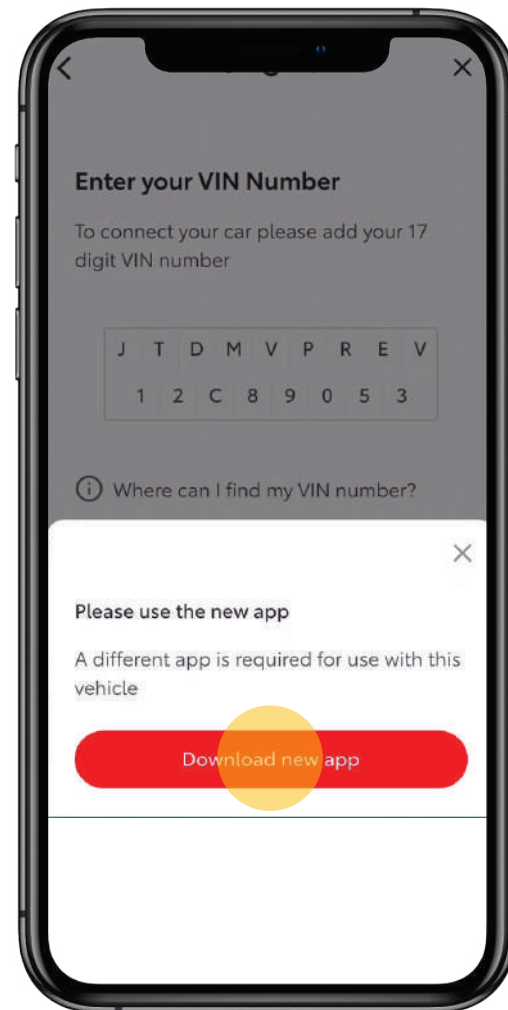 Enter your VIN Number
To connect your car please add your 17
digit VIN number
J T D M V P R E V
1 2 C 8 9 0 5 3
Where can I find my VIN number?
Please use the new app
A different app is required for use with this
vehicle
Download new app